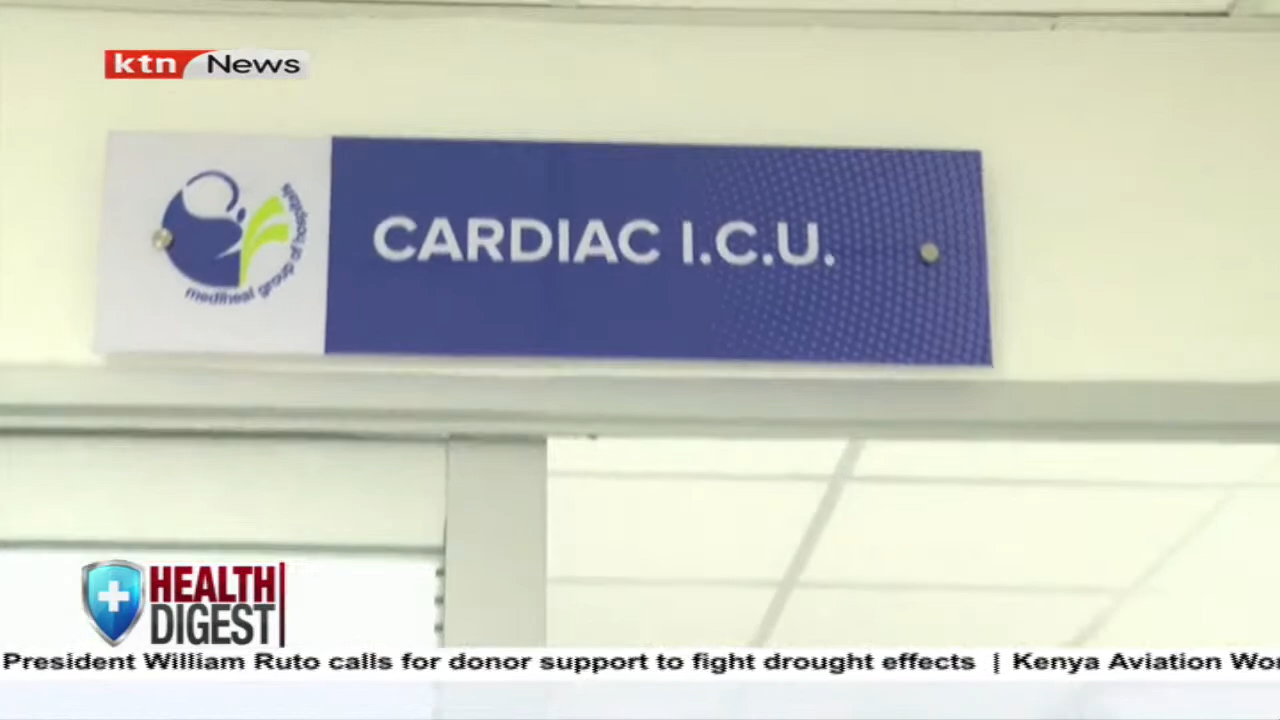 ktn News
mediheal group of hospitals
CARDIAC I.C.U.
HEALTH
DIGEST
President William Ruto calls for donor support to fight drought effects | Kenya Aviation Wor